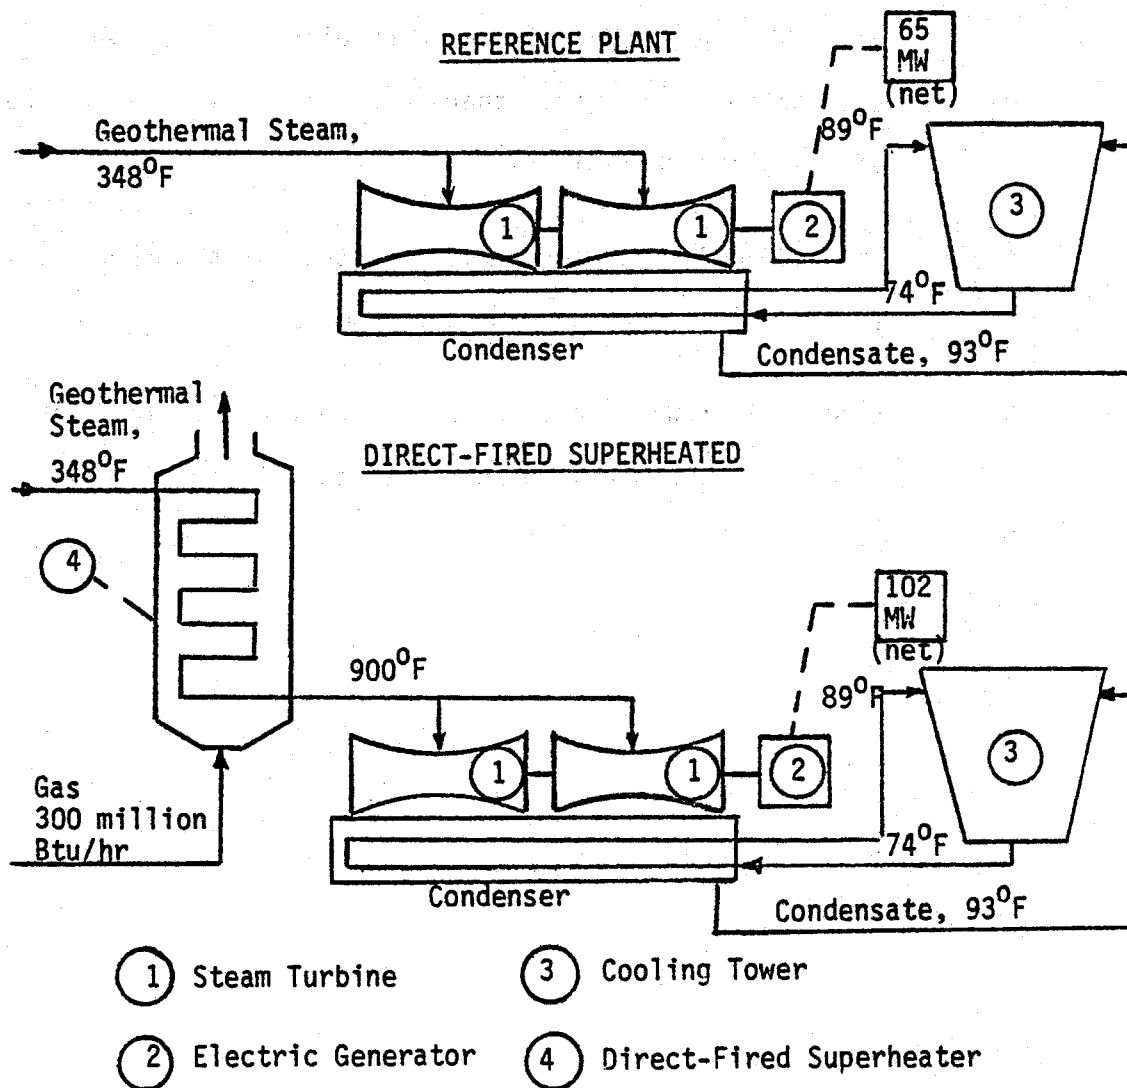 REFERENCE PLANT
65
MW
(net)
Geothermal Steam,
348°F
89°F
1
1
2
3
74°F
Condenser
Condensate, 93°F
Geothermal
Steam,
348°F
DIRECT-FIRED SUPERHEATED
4
102
MW
(net)
900°F
89°F
1
1
2
3
Gas
300 million
Btu/hr
74°F
Condenser
Condensate, 93°F
1 Steam Turbine
3 Cooling Tower
2 Electric Generator
4 Direct-Fired Superheater